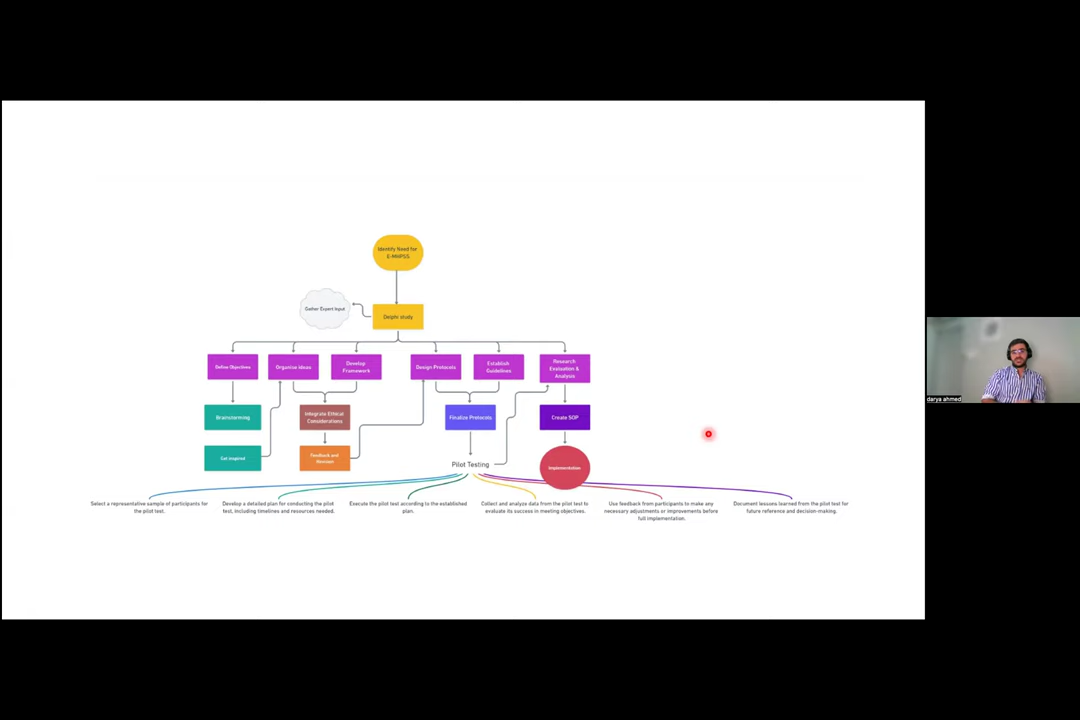 Identify Need for
E-MHPSS
Gather Expert Input
Delphi study
Define Objectives
Organise Ideas
Develop
Framework
Design Protocols
Establish
Guidelines
Research
Evaluation &
Analysis
Brainstorming
Integrate Ethical
Considerations
Finalize Protocols
Create SOP
Get inspired
Feedback and
Revision
Pilot Testing
Implementation
Select a representative sample of participants for
the pilot test.
Develop a detailed plan for conducting the pilot
test, including timelines and resources needed.
Execute the pilot test according to the established
plan.
Collect and analyze data from the pilot test to
evaluate its success in meeting objectives.
Use feedback from participants to make any
necessary adjustments or improvements before
full implementation.
Document lessons learned from the pilot test for
future reference and decision-making.
darya ahmed